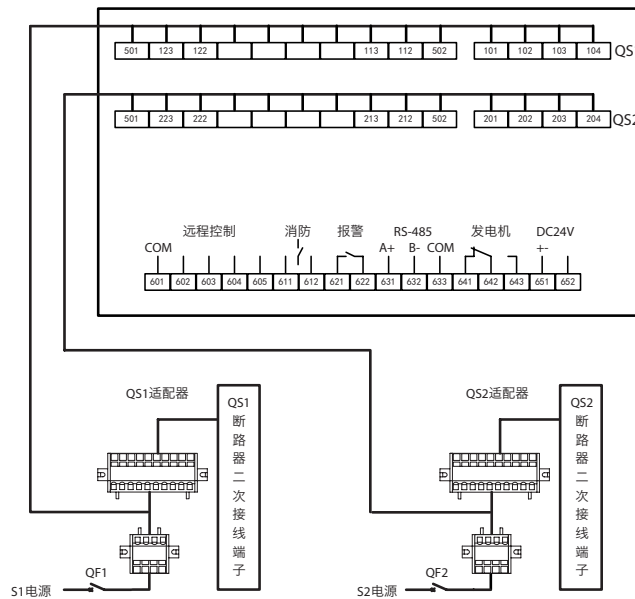 501 123 122 113 112 502 101 102 103 104 QS
501 223 222 213 212 502 201 202 203 204 QS2
远程控制 消防 报警 RS-485 发电机 DC24V
COM A+ B- COM +-
601 602 603 604 605 611 612 621 622 631 632 633 641 642 643 651 652
QS1适配器 QS2适配器
QS1
断
路
器
二
次
接
线
端
子
QS2
断
路
器
二
次
接
线
端
子
QF1 QF2
S1电源 S2电源